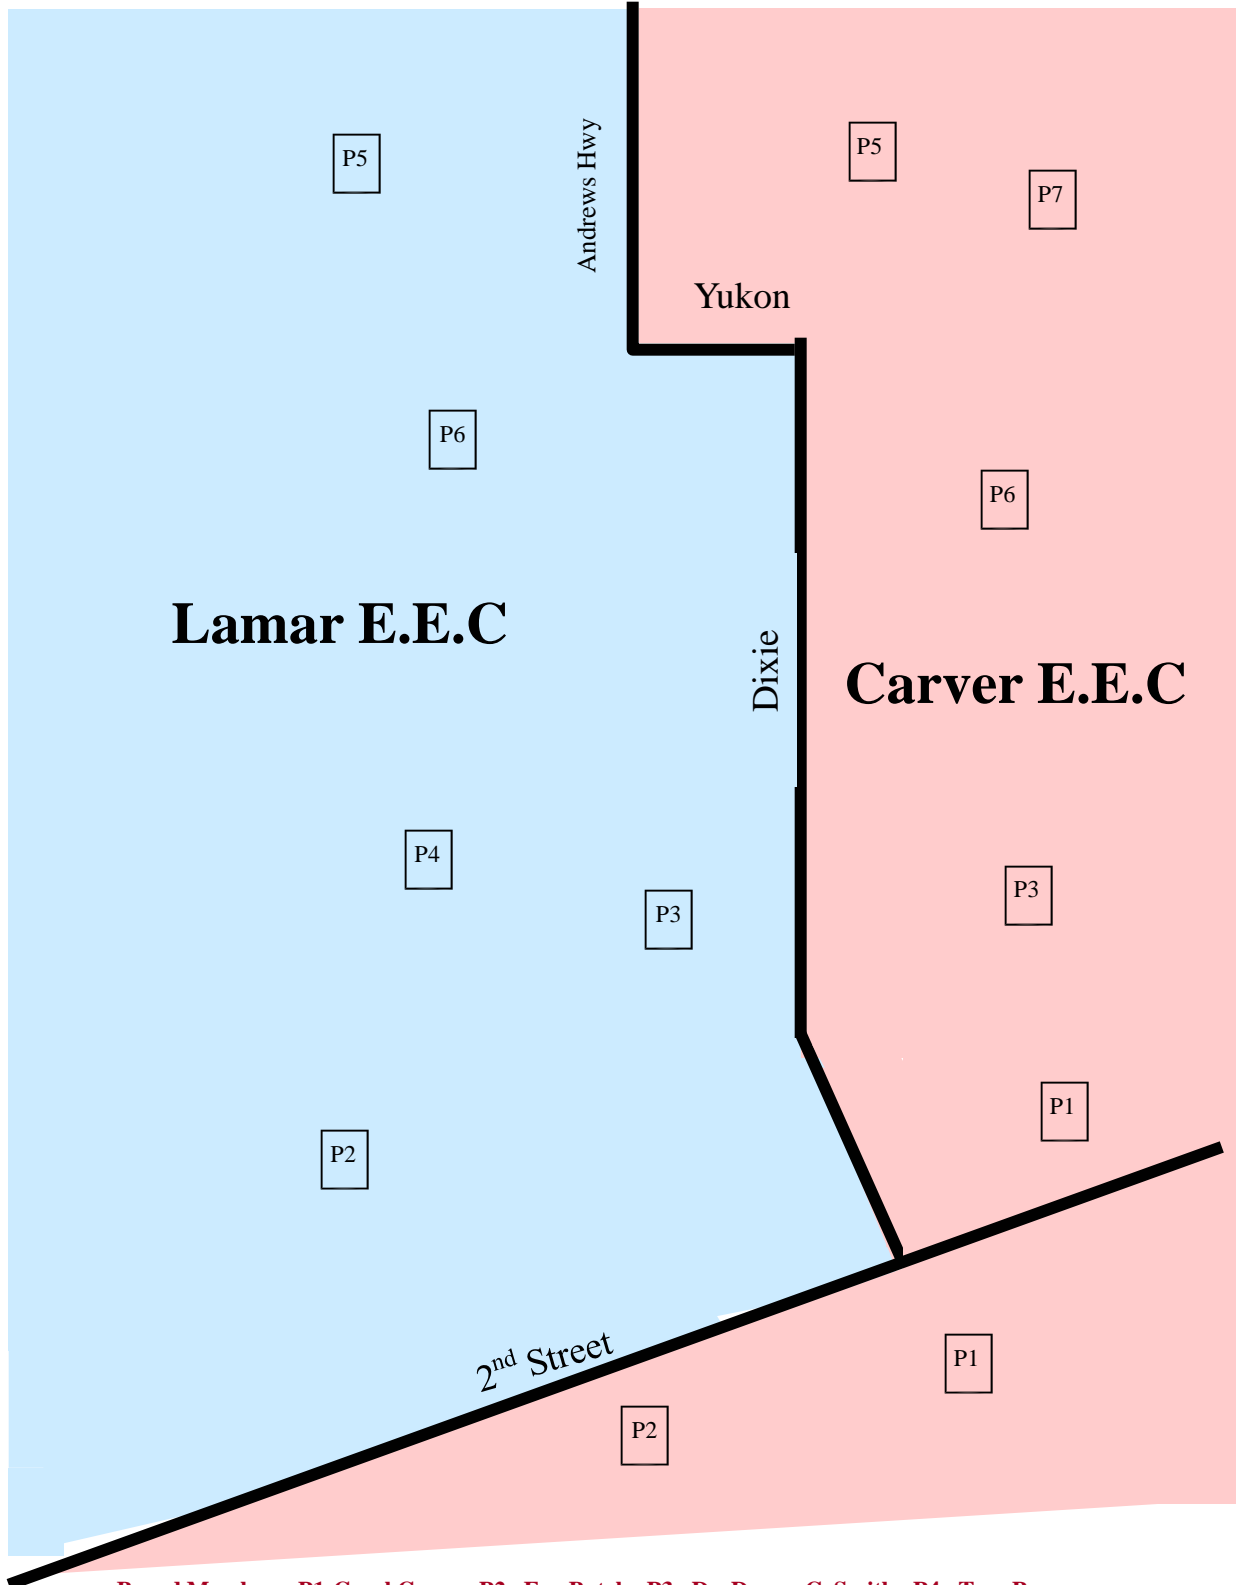 P5
Andrews Hwy
P5
P7
Yukon
P6
P6
Lamar E.E.C
Dixie
Carver E.E.C
P4
P3
P3
P1
P2
2nd Street
P1
P2